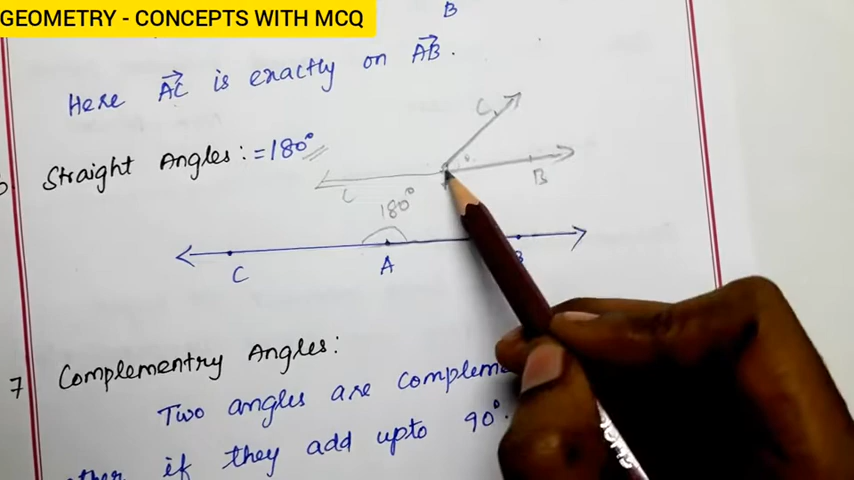 GEOMETRY - CONCEPTS WITH MCQ
B
Here AC is exactly on AB.
C
Straight Angles: = 180°
B
C
180°
C A B
7 Complementry Angles:
Two angles are
if they add upto 90°.